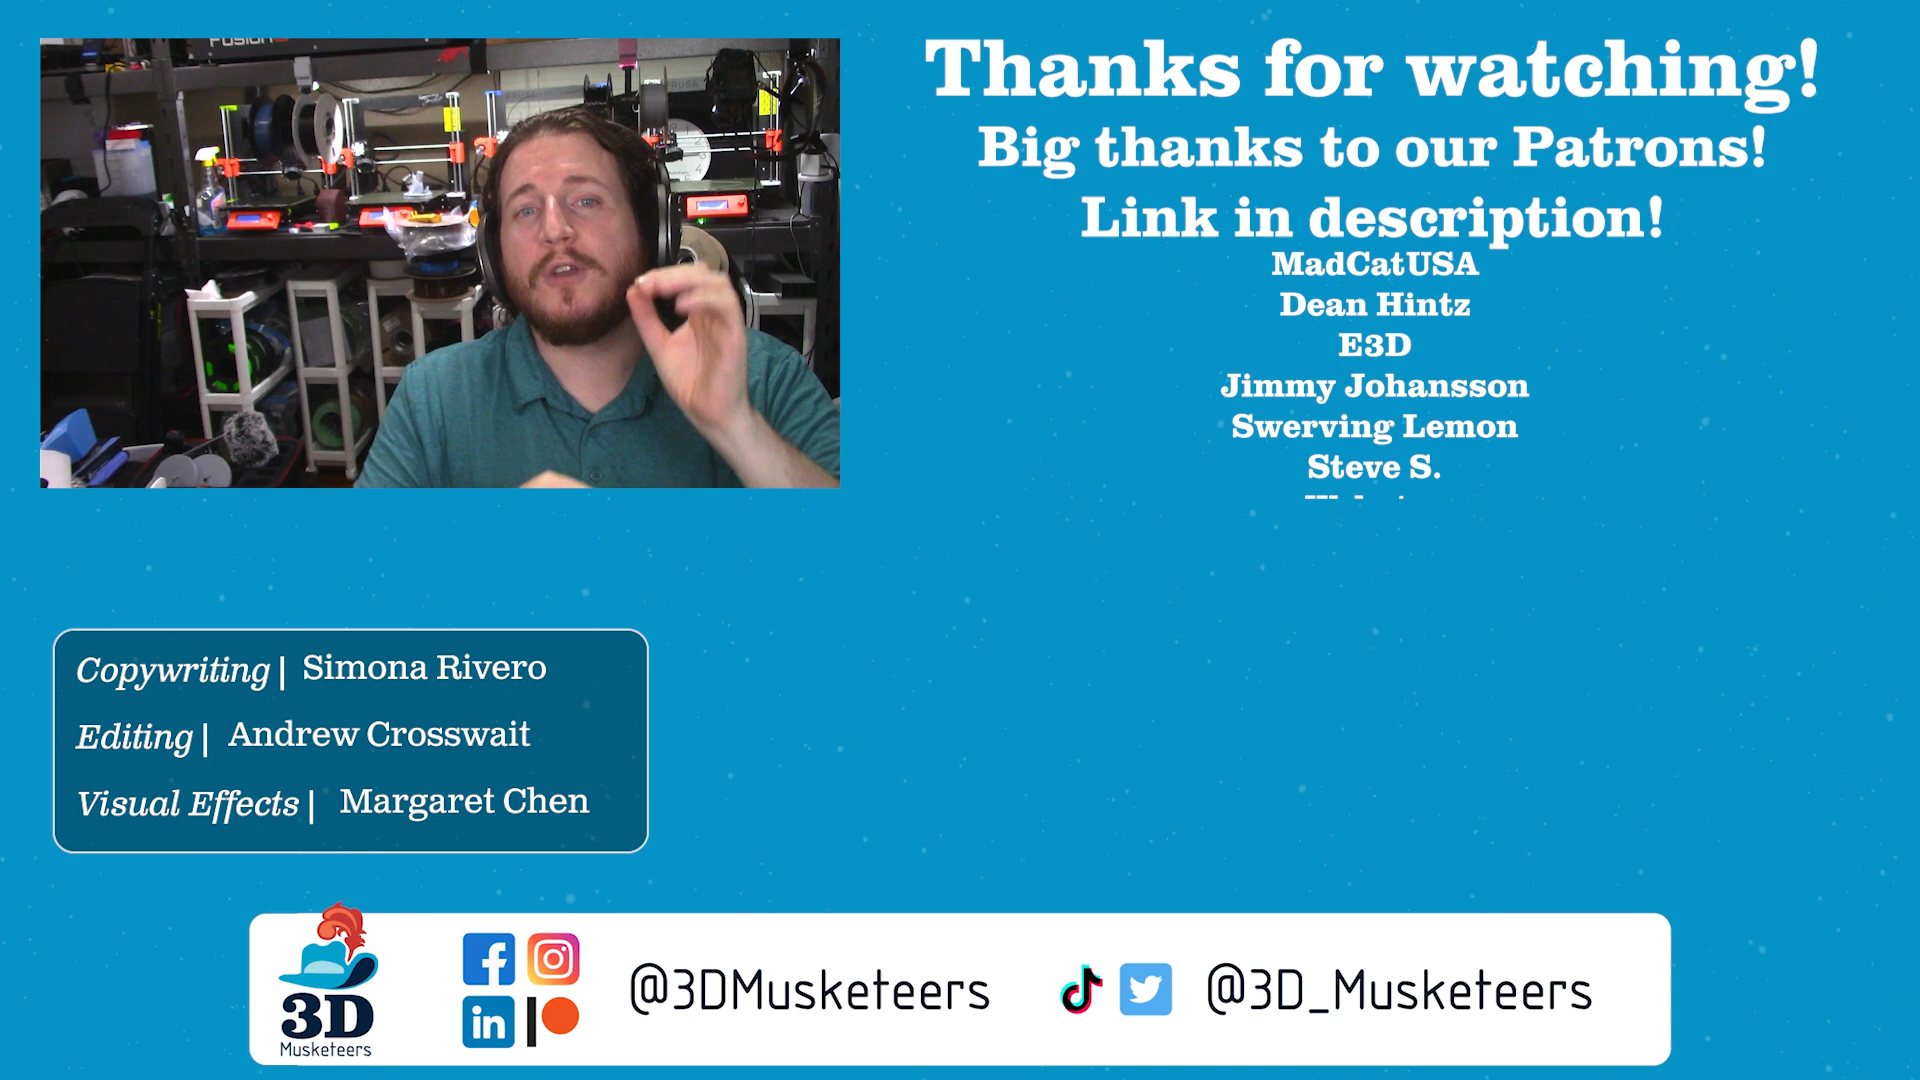 Thanks for watching!
Big thanks to our Patrons!
Link in description!
MadCatUSA
Dean Hintz
E3D
Jimmy Johansson
Swerving Lemon
Steve S.
Copywriting | Simona Rivero
Editing | Andrew Crosswait
Visual Effects | Margaret Chen
3D
Musketeers
@3DMusketeers
@3D_Musketeers